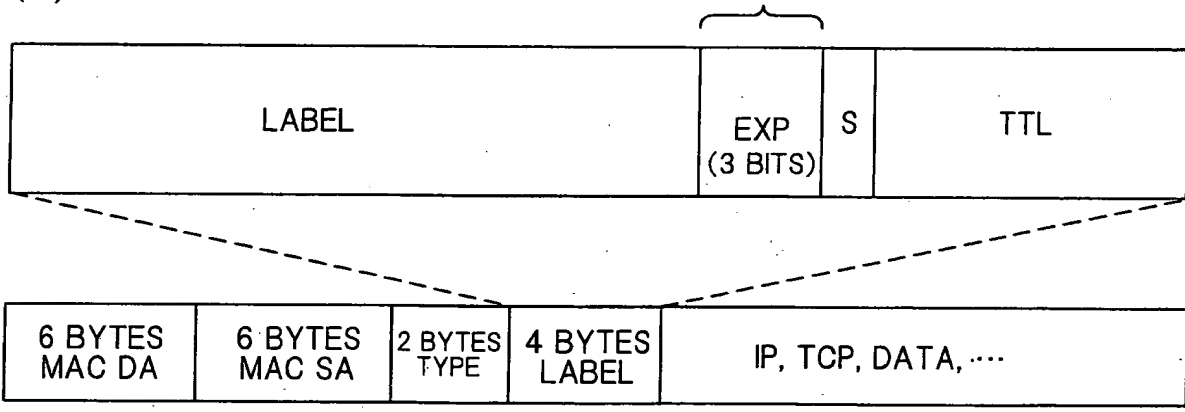 LABEL
EXP
(3 BITS)
S
TTL
6 BYTES
MAC DA
6 BYTES
MAC SA
2 BYTES
TYPE
4 BYTES
LABEL
IP, TCP, DATA, ····